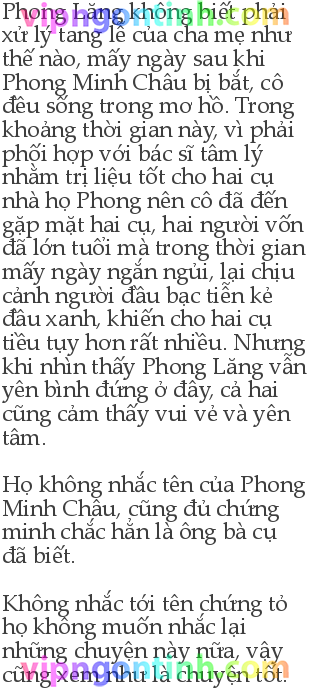 Phong Lăng không biết phải
xử lý tang lễ của cha mẹ như
thế nào, mấy ngày sau khi
Phong Minh Châu bị bắt, cô
đều sống trong mơ hồ. Trong
khoảng thời gian này, vì phải
phối hợp với bác sĩ tâm lý
nhằm trị liệu tốt cho hai cụ
nhà họ Phong nên cô đã đến
gặp mặt hai cụ, hai người vốn
đã lớn tuổi mà trong thời gian
mấy ngày ngắn ngủi, lại chịu
cảnh người đầu bạc tiễn kẻ
đầu xanh, khiến cho hai cụ
tiều tụy hơn rất nhiều. Nhưng
khi nhìn thấy Phong Lăng vẫn
yên bình đứng ở đây, cả hai
cũng cảm thấy vui vẻ và yên
tâm.
Họ không nhắc tên của Phong
Minh Châu, cũng đủ chứng
minh chắc hẳn là ông bà cụ
đã biết.
Không nhắc tới tên chứng tỏ
họ không muốn nhắc lại
những chuyện này nữa, vậy
cũng xem như là chuyện tốt.
vipngontinh.com
vipngontinh.com